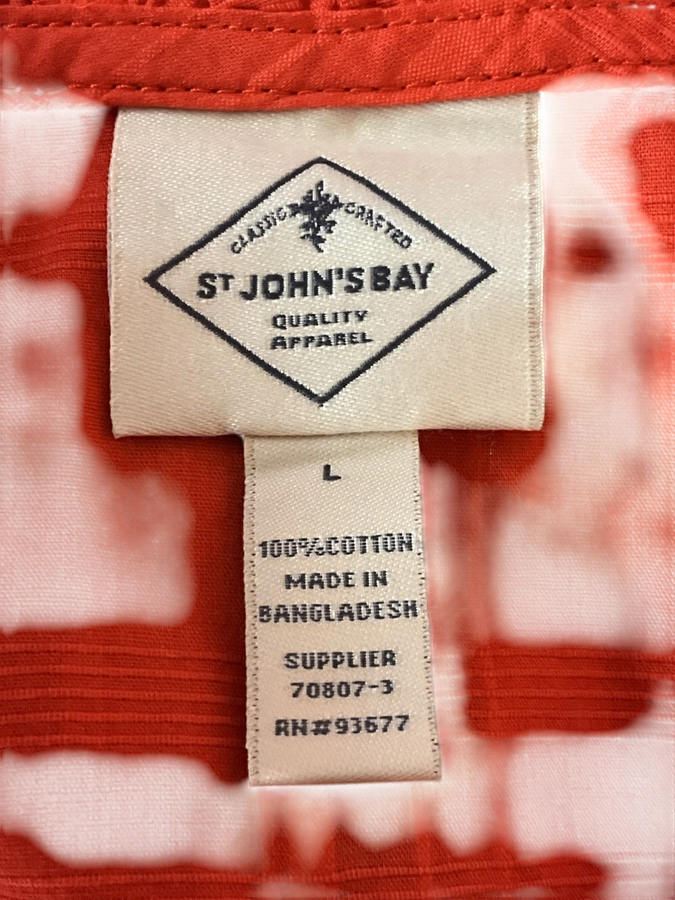 CLASSIC CRAFTED
ST JOHN'S BAY
QUALITY
APPAREL
L
100% COTTON
MADE IN
BANGLADESH
SUPPLIER
70807-3
RN#93677